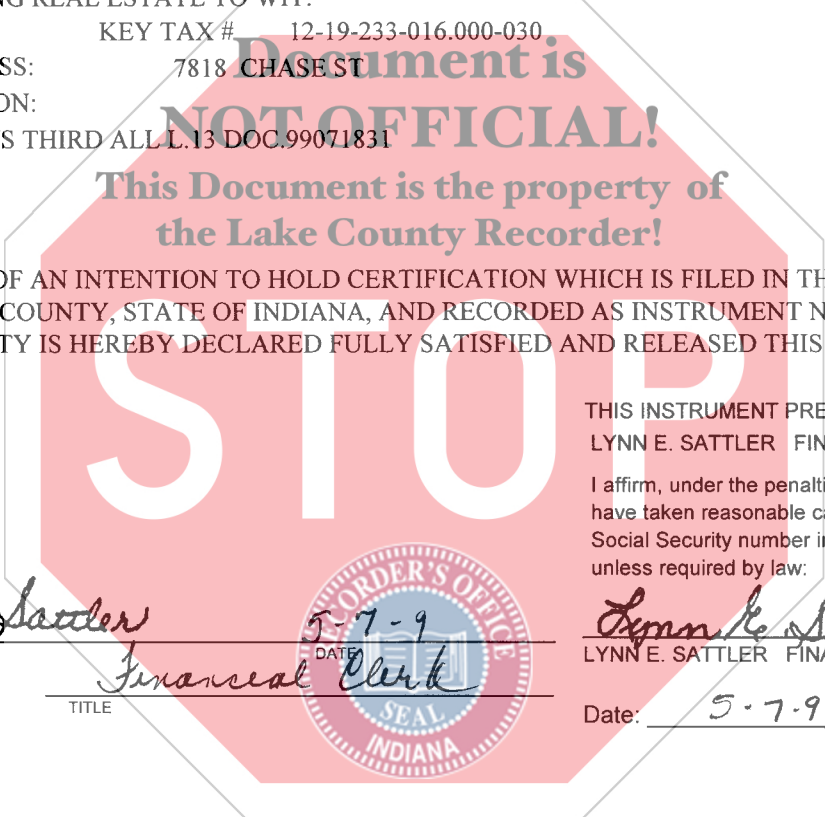 NG REAL ESTATE TO WIT:
KEY TAX # 12-19-233-016.000-030
SS: 7818 CHASE ST
ON:
S THIRD ALL L.13 DOC.99071831
Document is
NOT OFFICIAL!
This Document is the property of
the Lake County Recorder!
OF AN INTENTION TO HOLD CERTIFICATION WHICH IS FILED IN TH
COUNTY, STATE OF INDIANA, AND RECORDED AS INSTRUMENT N
TY IS HEREBY DECLARED FULLY SATISFIED AND RELEASED THIS
STOP
THIS INSTRUMENT PRE
LYNN E. SATTLER FIN
I affirm, under the penalti
have taken reasonable ca
Social Security number in
unless required by law:
Sattler 5-7-9
DATE
Financial Clerk
TITLE
Lynn E. S
LYNN E. SATTLER FINA
Date: 5-7-9
RECORDER'S OFFICE
SEAL
INDIANA